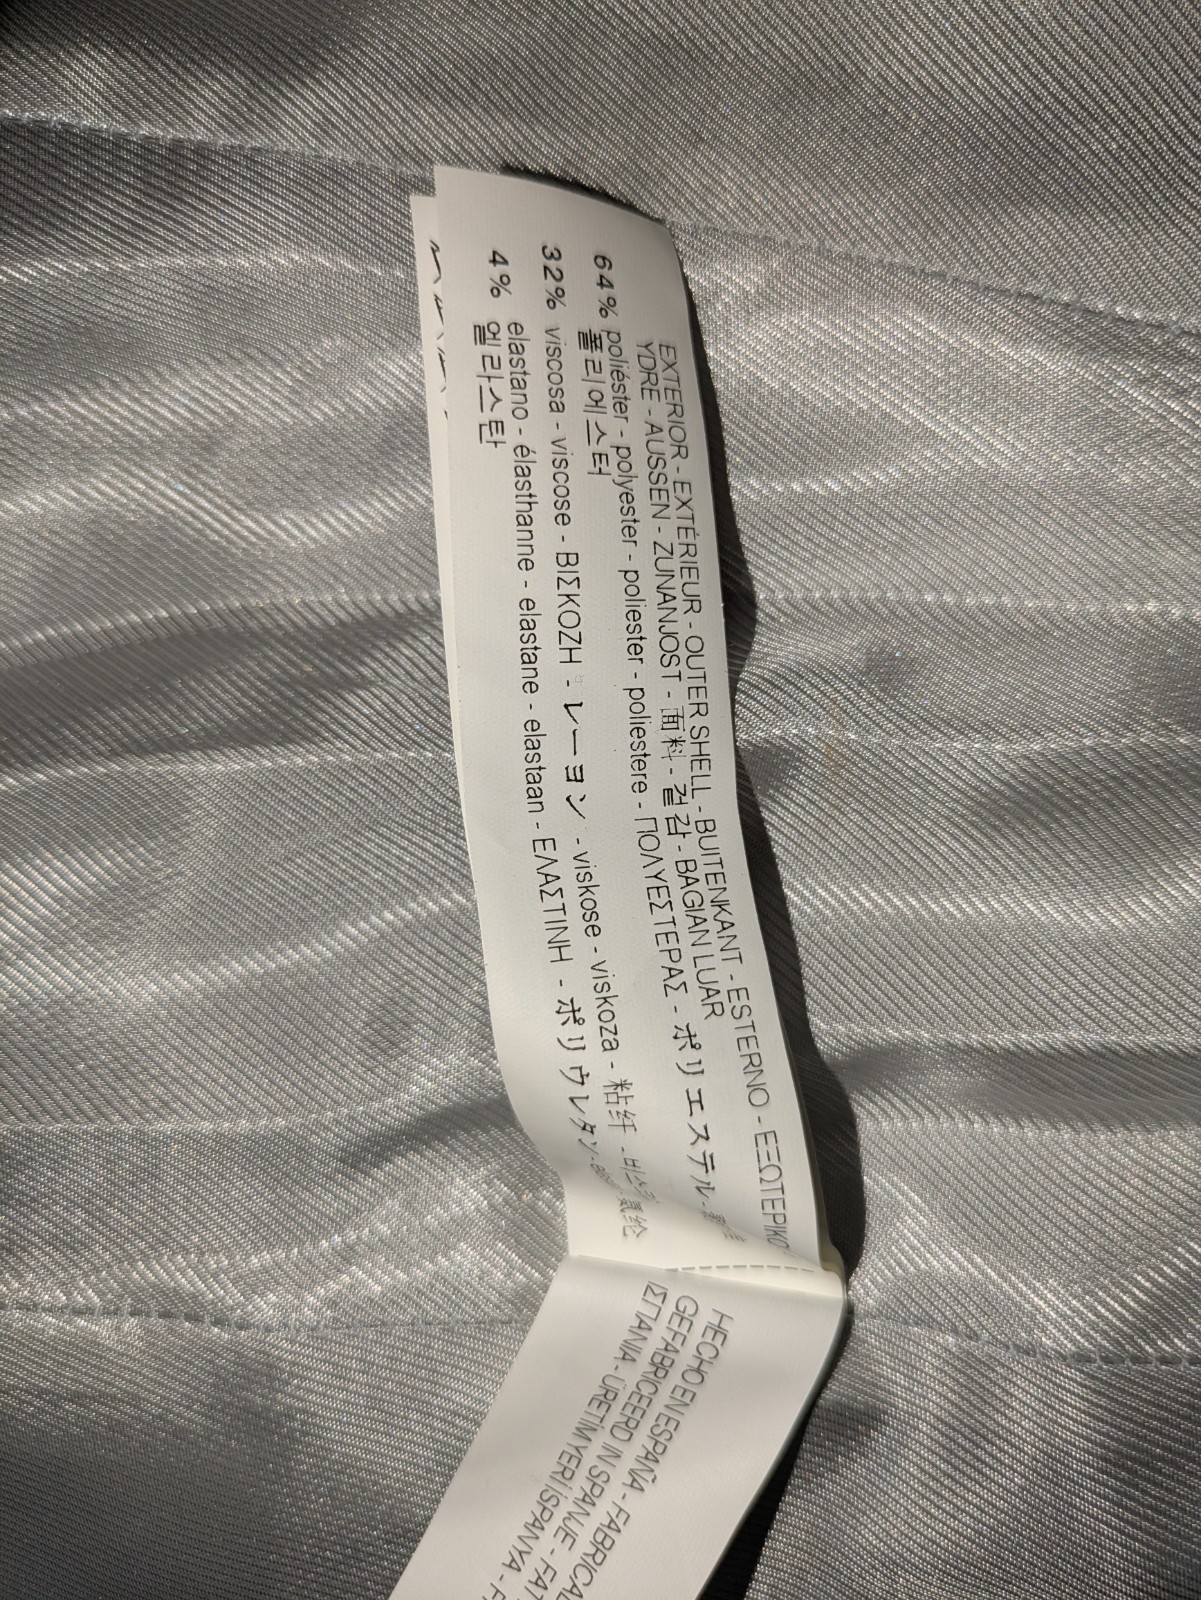 EXTERIOR - EXTÉRIEUR - OUTER SHELL - BUITENKANT - ESTERNO - ΕΞΩΤΕΡΙΚΟ
YDRE - AUSSEN - ZUNANJOST - 面料 - 겉감 - BAGIAN LUAR
64% poliéster - polyester - poliester - poliestere - ΠΟΛΥΕΣΤΕΡΑΣ - ポリエステル -
폴리에스터
32% viscosa - viscose - ΒΙΣΚΟΖΗ - レーヨン - viskose - viskoza - 粘纤 -
4% elastano - élasthanne - elastane - elastaan - ΕΛΑΣΤΙΝΗ - ポリウレタン -
엘라스탄
HECHO EN ESPAÑA -
GEFABRICEERD IN SPANJE -
ΙΣΠΑΝΙΑ - ÜRETİM YERİ İSPANYA -